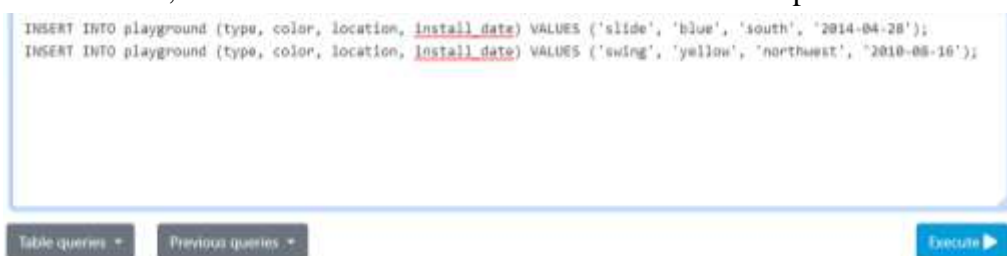 INSERT INTO playground (type, color, location, install_date) VALUES ('slide', 'blue', 'south', '2014-04-28');
INSERT INTO playground (type, color, location, install_date) VALUES ('swing', 'yellow', 'northwest', '2010-08-16');
Table queries Previous queries Execute